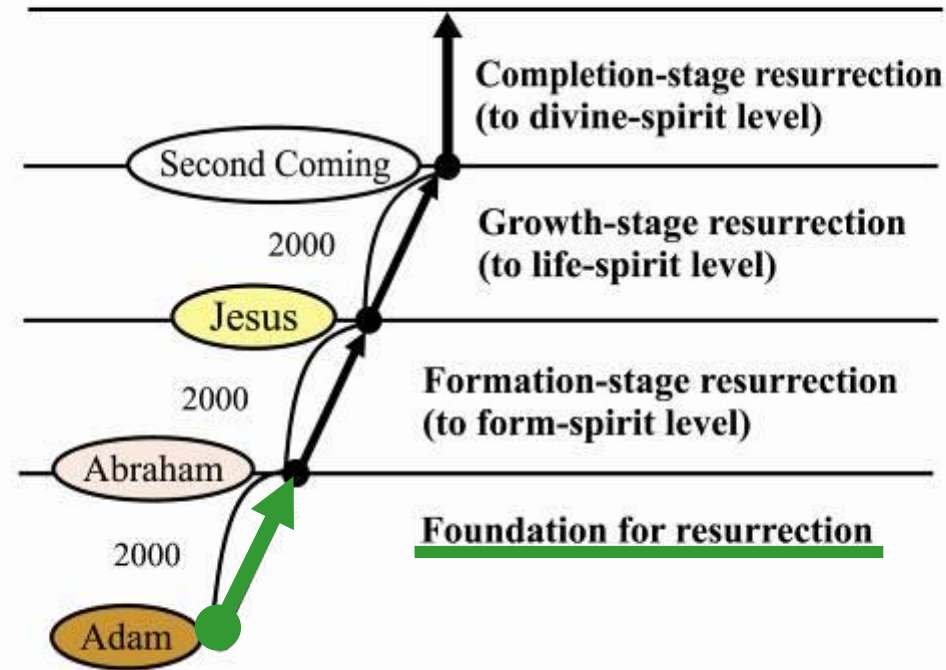 Completion-stage resurrection
(to divine-spirit level)
Second Coming
Growth-stage resurrection
(to life-spirit level)
2000
Jesus
Formation-stage resurrection
(to form-spirit level)
2000
Abraham
Foundation for resurrection
2000
Adam